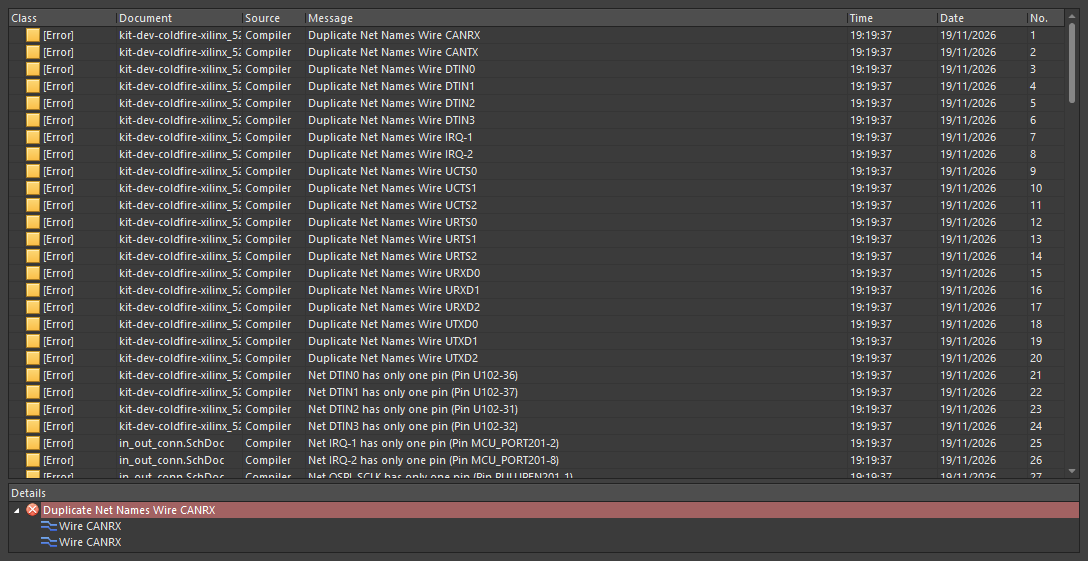 Class Document Source Message Time Date No.
[Error] kit-dev-coldfire-xilinx_52 Compiler Duplicate Net Names Wire CANRX 19:19:37 19/11/2026 1
[Error] kit-dev-coldfire-xilinx_52 Compiler Duplicate Net Names Wire CANTX 19:19:37 19/11/2026 2
[Error] kit-dev-coldfire-xilinx_52 Compiler Duplicate Net Names Wire DTIN0 19:19:37 19/11/2026 3
[Error] kit-dev-coldfire-xilinx_52 Compiler Duplicate Net Names Wire DTIN1 19:19:37 19/11/2026 4
[Error] kit-dev-coldfire-xilinx_52 Compiler Duplicate Net Names Wire DTIN2 19:19:37 19/11/2026 5
[Error] kit-dev-coldfire-xilinx_52 Compiler Duplicate Net Names Wire DTIN3 19:19:37 19/11/2026 6
[Error] kit-dev-coldfire-xilinx_52 Compiler Duplicate Net Names Wire IRQ-1 19:19:37 19/11/2026 7
[Error] kit-dev-coldfire-xilinx_52 Compiler Duplicate Net Names Wire IRQ-2 19:19:37 19/11/2026 8
[Error] kit-dev-coldfire-xilinx_52 Compiler Duplicate Net Names Wire UCTS0 19:19:37 19/11/2026 9
[Error] kit-dev-coldfire-xilinx_52 Compiler Duplicate Net Names Wire UCTS1 19:19:37 19/11/2026 10
[Error] kit-dev-coldfire-xilinx_52 Compiler Duplicate Net Names Wire UCTS2 19:19:37 19/11/2026 11
[Error] kit-dev-coldfire-xilinx_52 Compiler Duplicate Net Names Wire URTS0 19:19:37 19/11/2026 12
[Error] kit-dev-coldfire-xilinx_52 Compiler Duplicate Net Names Wire URTS1 19:19:37 19/11/2026 13
[Error] kit-dev-coldfire-xilinx_52 Compiler Duplicate Net Names Wire URTS2 19:19:37 19/11/2026 14
[Error] kit-dev-coldfire-xilinx_52 Compiler Duplicate Net Names Wire URXD0 19:19:37 19/11/2026 15
[Error] kit-dev-coldfire-xilinx_52 Compiler Duplicate Net Names Wire URXD1 19:19:37 19/11/2026 16
[Error] kit-dev-coldfire-xilinx_52 Compiler Duplicate Net Names Wire URXD2 19:19:37 19/11/2026 17
[Error] kit-dev-coldfire-xilinx_52 Compiler Duplicate Net Names Wire UTXD0 19:19:37 19/11/2026 18
[Error] kit-dev-coldfire-xilinx_52 Compiler Duplicate Net Names Wire UTXD1 19:19:37 19/11/2026 19
[Error] kit-dev-coldfire-xilinx_52 Compiler Duplicate Net Names Wire UTXD2 19:19:37 19/11/2026 20
[Error] kit-dev-coldfire-xilinx_52 Compiler Net DTIN0 has only one pin (Pin U102-36) 19:19:37 19/11/2026 21
[Error] kit-dev-coldfire-xilinx_52 Compiler Net DTIN1 has only one pin (Pin U102-37) 19:19:37 19/11/2026 22
[Error] kit-dev-coldfire-xilinx_52 Compiler Net DTIN2 has only one pin (Pin U102-31) 19:19:37 19/11/2026 23
[Error] kit-dev-coldfire-xilinx_52 Compiler Net DTIN3 has only one pin (Pin U102-32) 19:19:37 19/11/2026 24
[Error] in_out_conn.SchDoc Compiler Net IRQ-1 has only one pin (Pin MCU_PORT201-2) 19:19:37 19/11/2026 25
[Error] in_out_conn.SchDoc Compiler Net IRQ-2 has only one pin (Pin MCU_PORT201-8) 19:19:37 19/11/2026 26
[Error] in_out_conn.SchDoc Compiler Net QSPI_SCLK has only one pin (Pin PULUPEN201-1) 19:19:37 19/11/2026 27
Details
Duplicate Net Names Wire CANRX
Wire CANRX
Wire CANRX